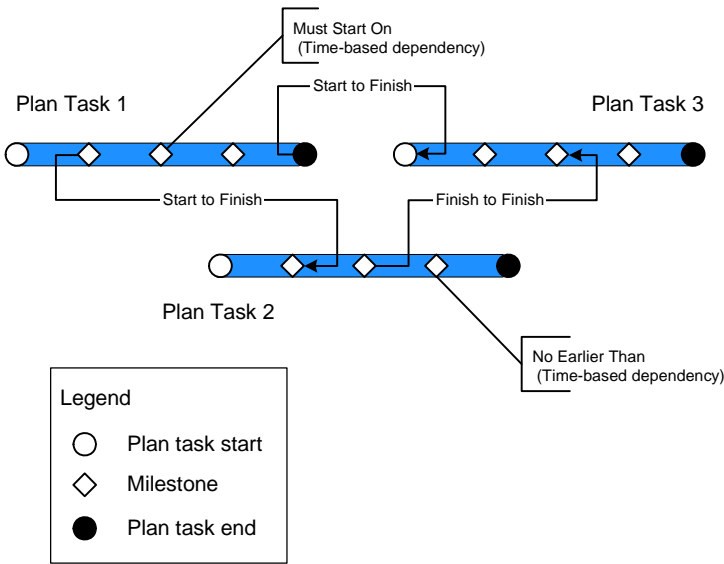 Must Start On
(Time-based dependency)
Plan Task 1
Start to Finish
Plan Task 3
Start to Finish
Finish to Finish
Plan Task 2
No Earlier Than
(Time-based dependency)
Legend
Plan task start
Milestone
Plan task end